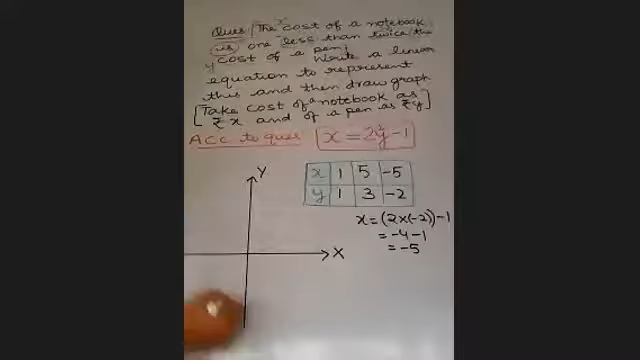 Ques/The cost of a notebook
is one less than twice the
cost of a pen. Write a linear
equation to represent
this and then draw graph
[Take cost of a notebook as
₹x and of a pen as ₹y]
ACC to ques x = 2y - 1
x 1 5 -5
y 1 3 -2
x = (2x(-2)) - 1
= -4 - 1
= -5
Y
X